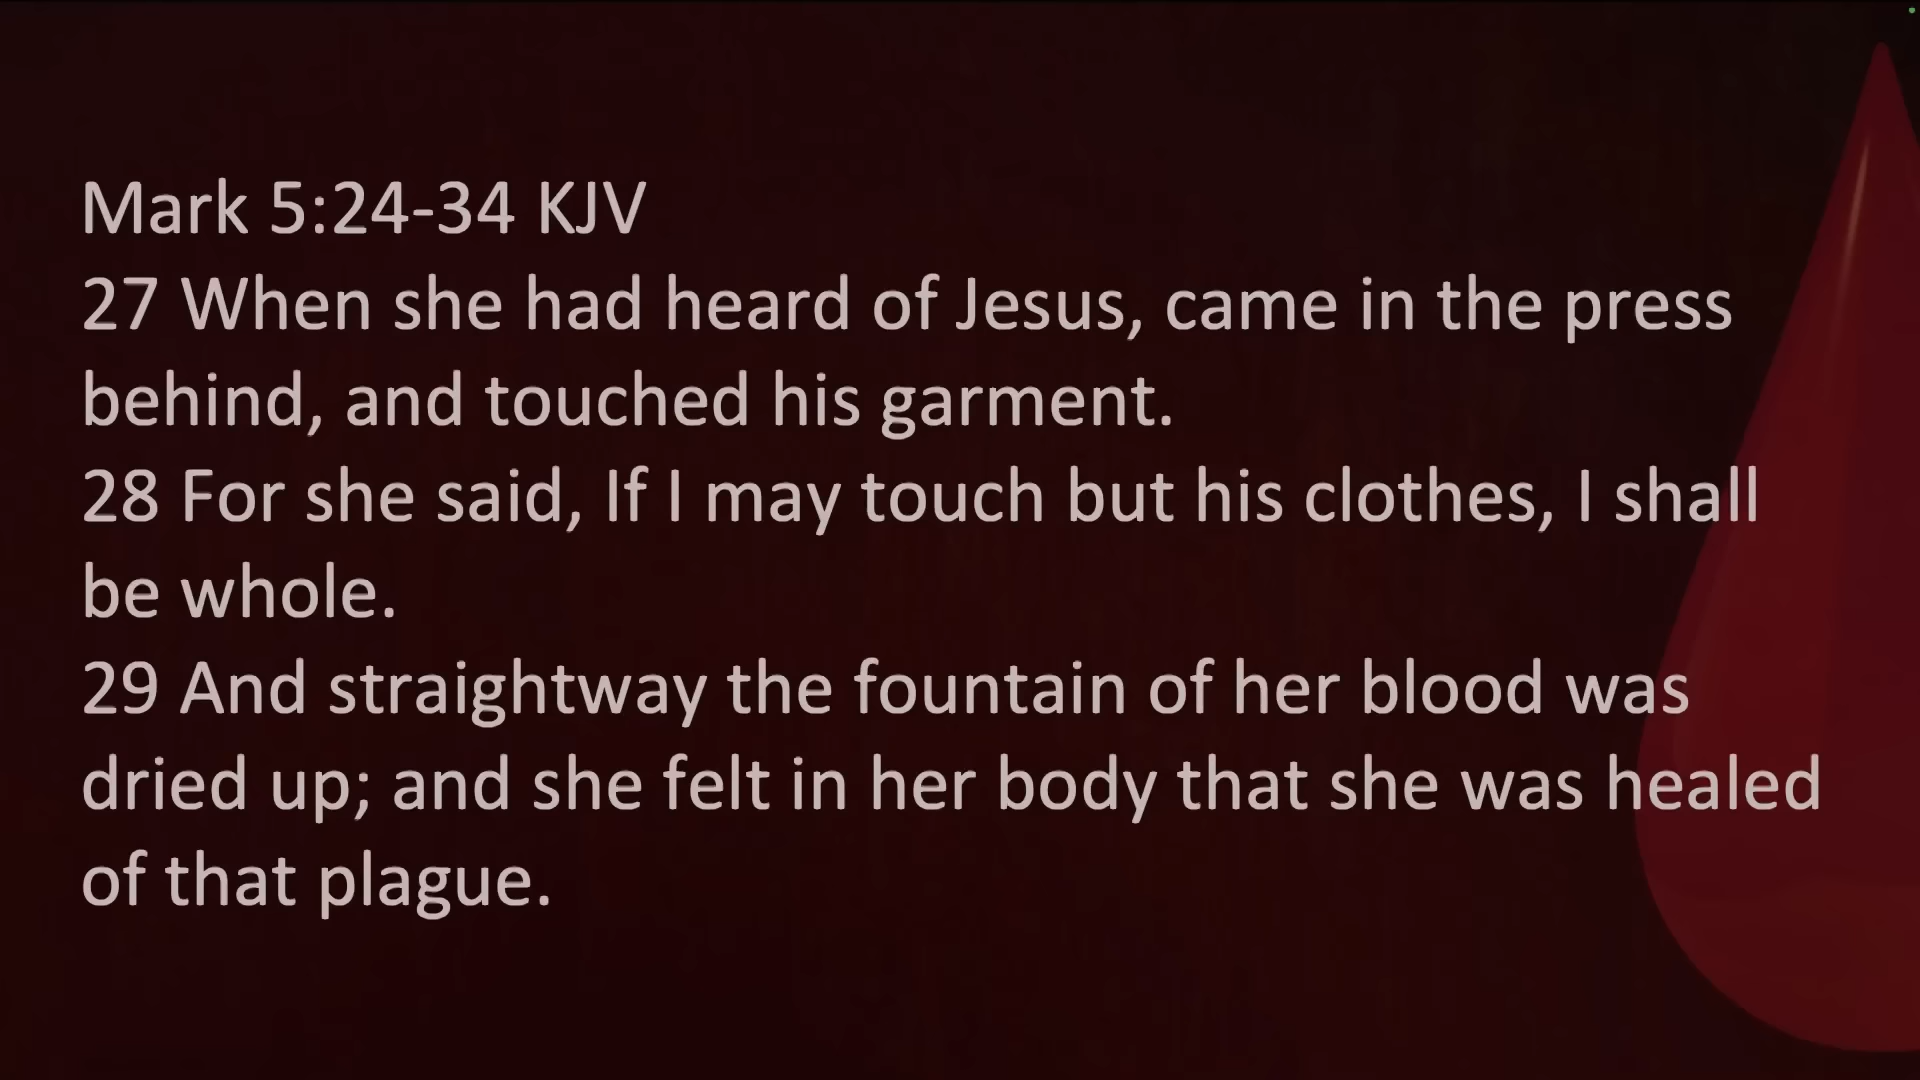 Mark 5:24-34 KJV
27 When she had heard of Jesus, came in the press
behind, and touched his garment.
28 For she said, If I may touch but his clothes, I shall
be whole.
29 And straightway the fountain of her blood was
dried up; and she felt in her body that she was healed
of that plague.